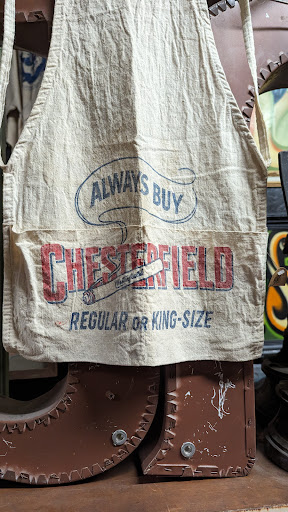 ALWAYS BUY
CHESTERFIELD
REGULAR OR KING-SIZE